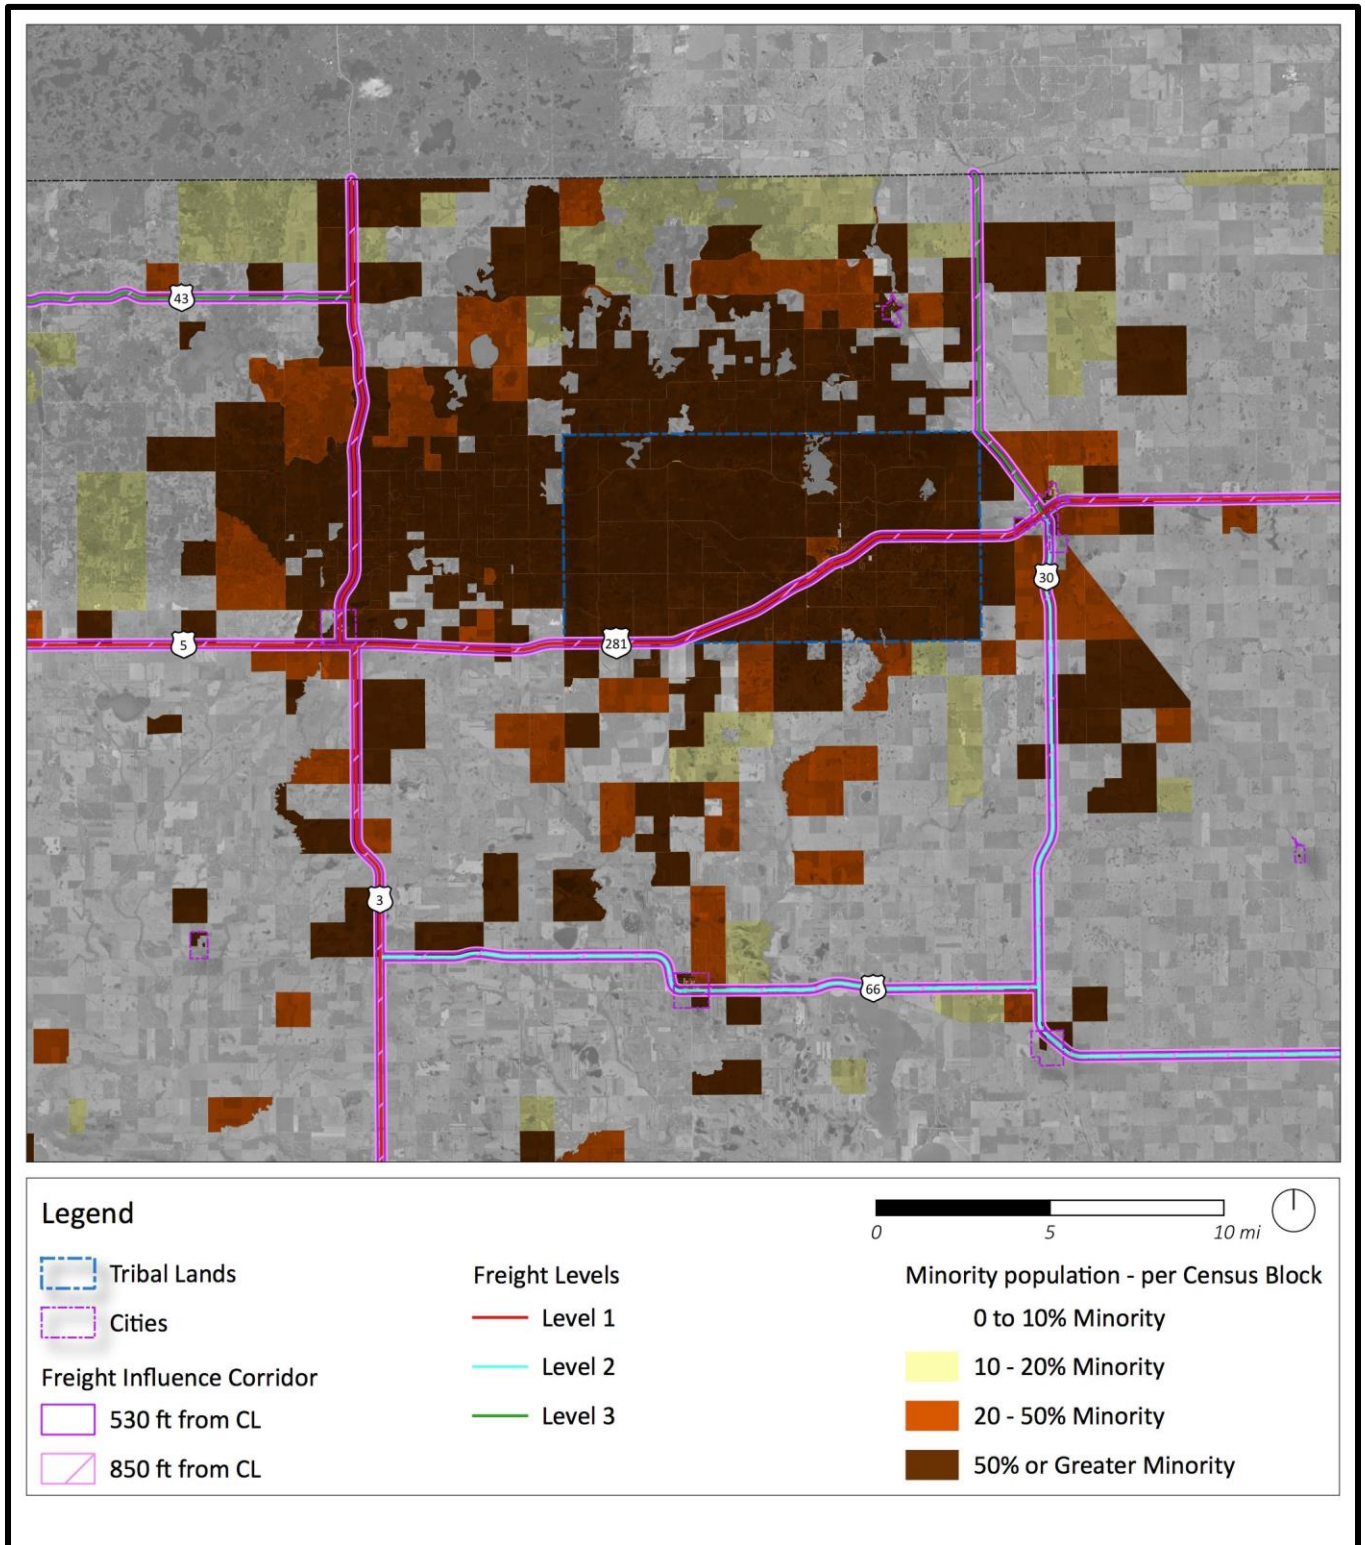 43
30
5
281
3
66
Legend
0 5 10 mi
Tribal Lands
Cities
Freight Influence Corridor
530 ft from CL
850 ft from CL
Freight Levels
Level 1
Level 2
Level 3
Minority population - per Census Block
0 to 10% Minority
10 - 20% Minority
20 - 50% Minority
50% or Greater Minority